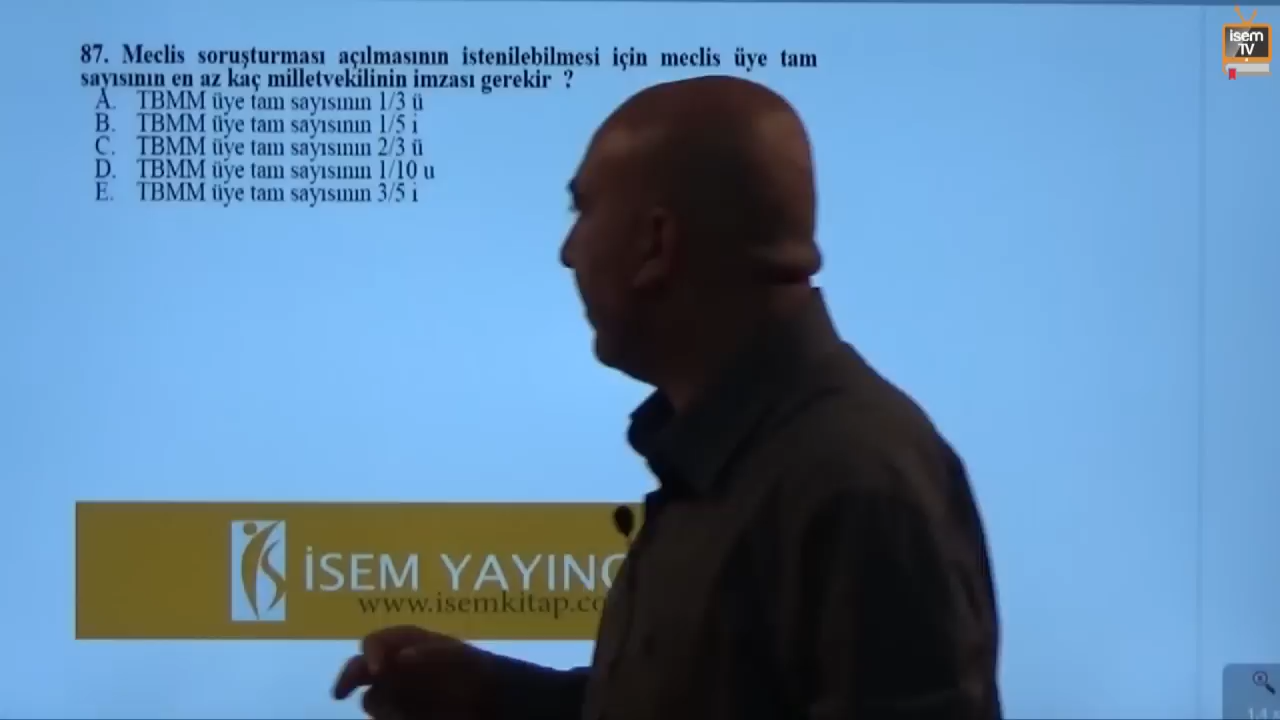 isem
TV
87. Meclis soruşturması açılmasının istenilebilmesi için meclis üye tam
sayısının en az kaç milletvekilinin imzası gerekir ?
A. TBMM üye tam sayısının 1/3 ü
B. TBMM üye tam sayısının 1/5 i
C. TBMM üye tam sayısının 2/3 ü
D. TBMM üye tam sayısının 1/10 u
E. TBMM üye tam sayısının 3/5 i
İSEM
www.isemkitap.co